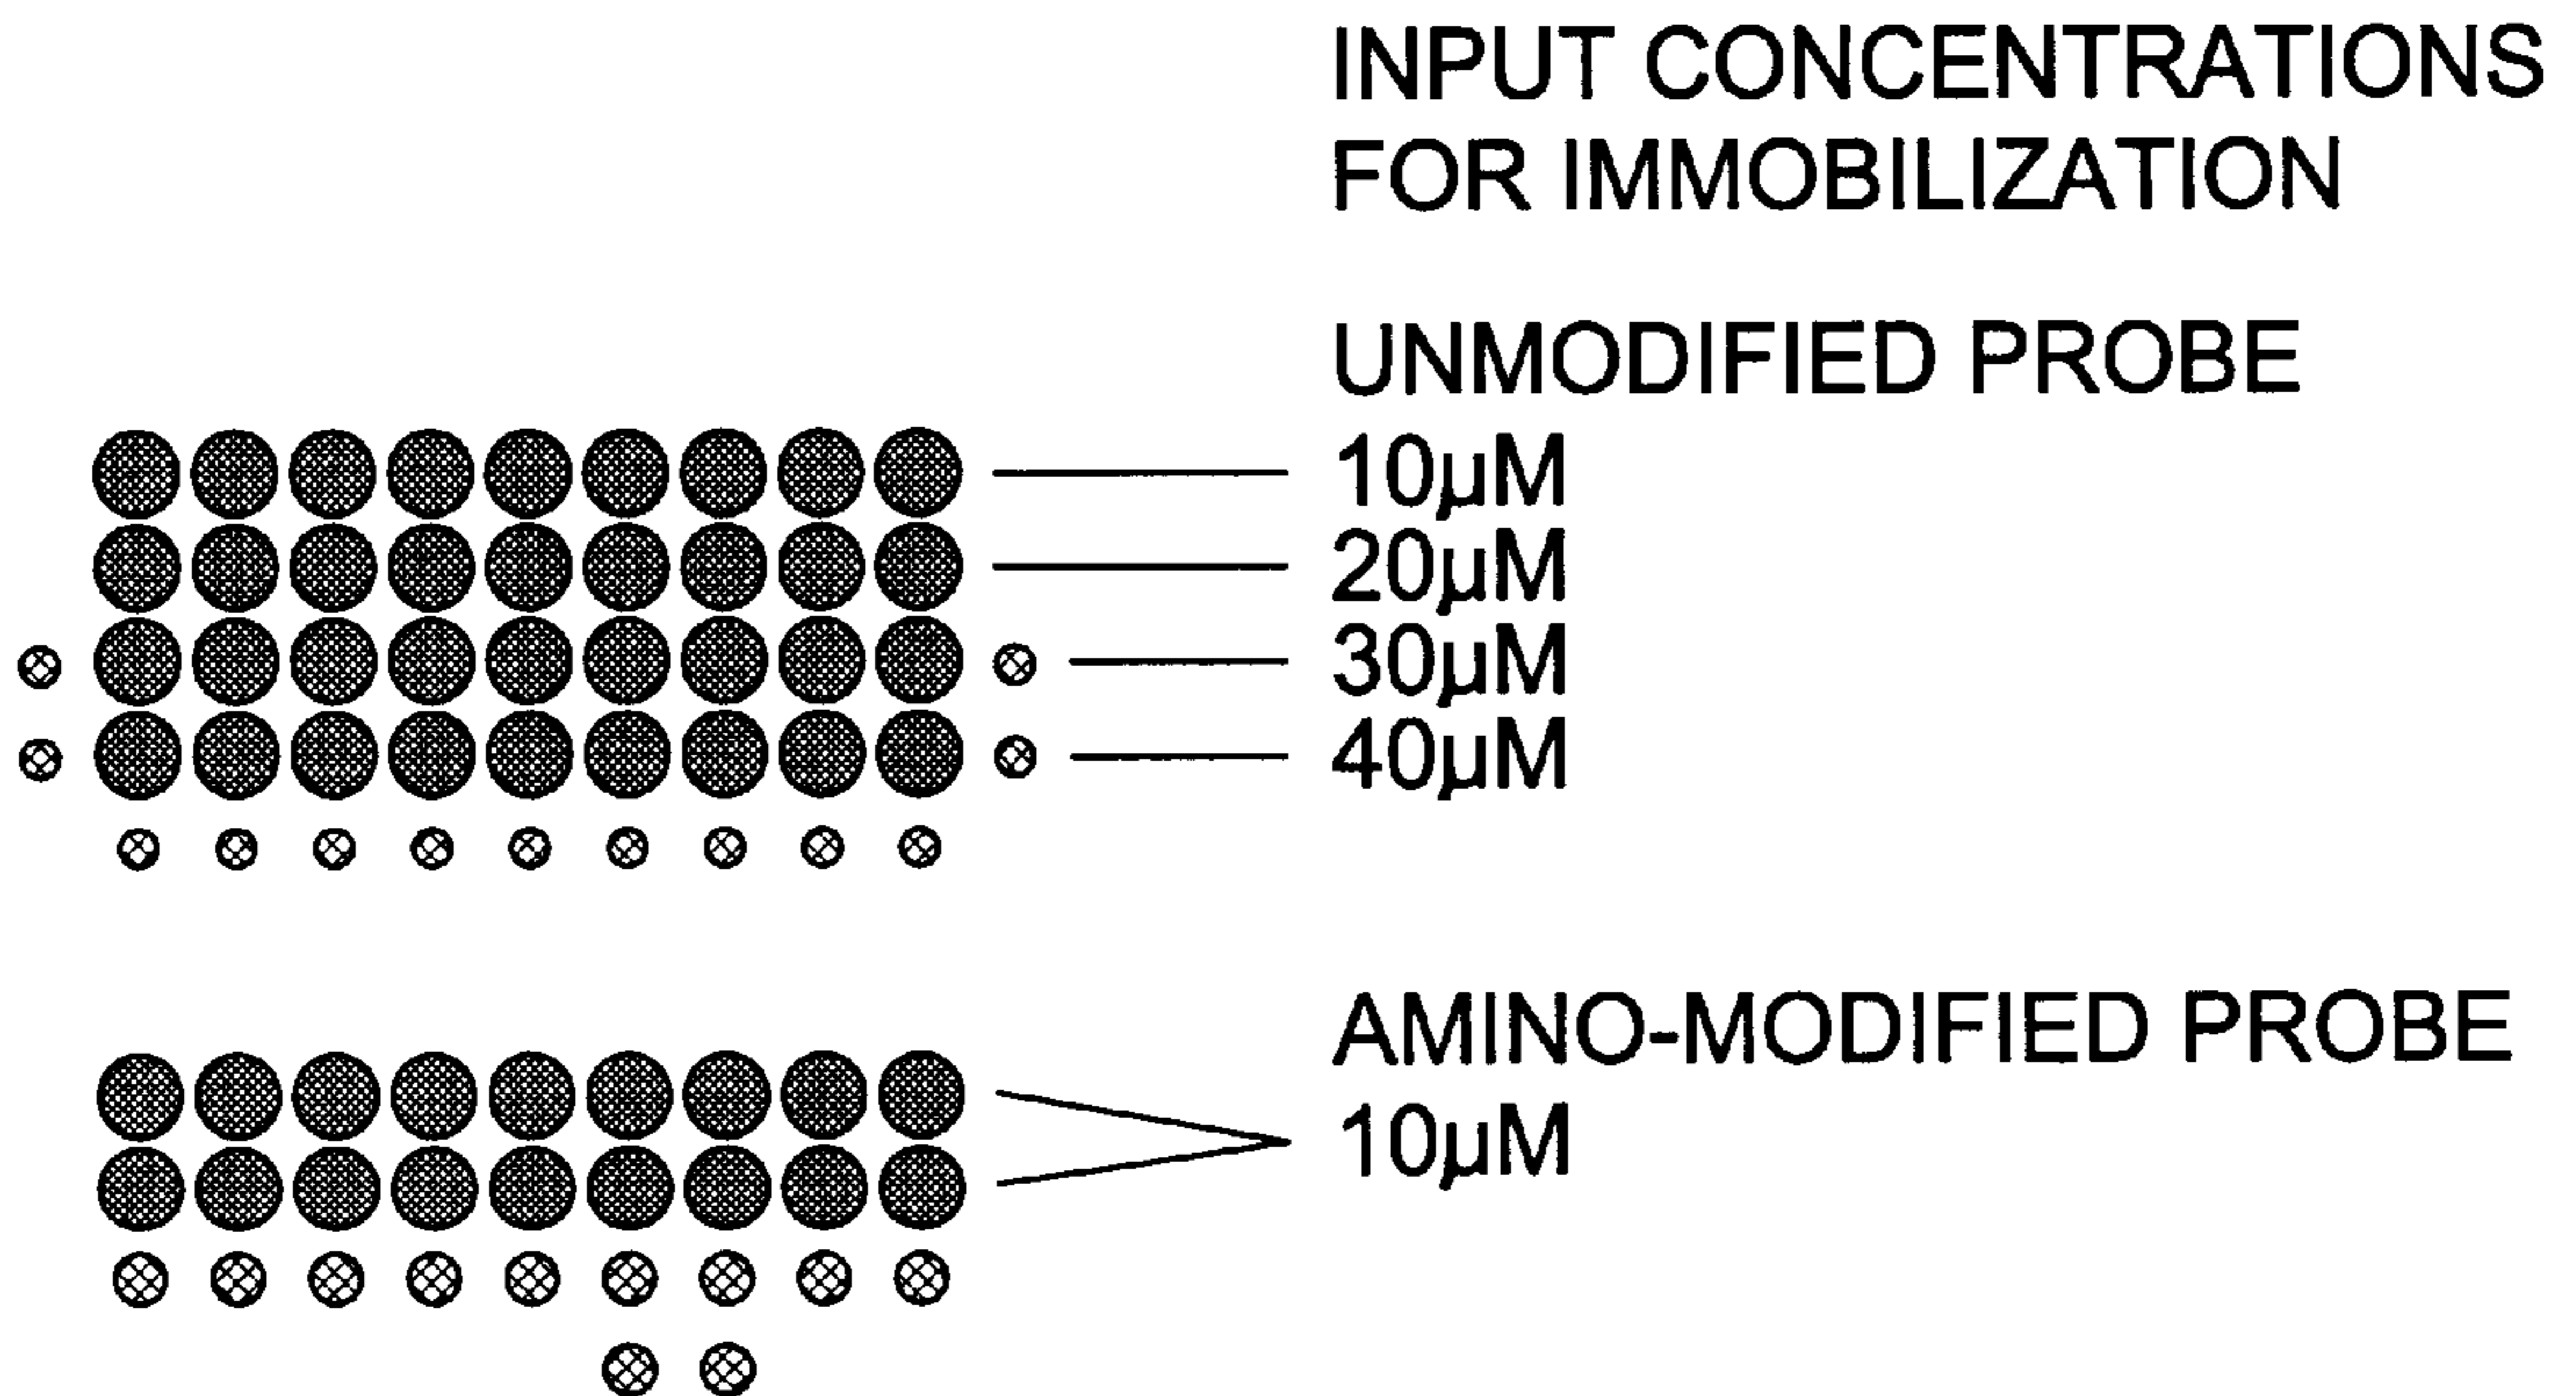 INPUT CONCENTRATIONS
FOR IMMOBILIZATION
UNMODIFIED PROBE
10µM
20µM
30µM
40µM
AMINO-MODIFIED PROBE
10µM